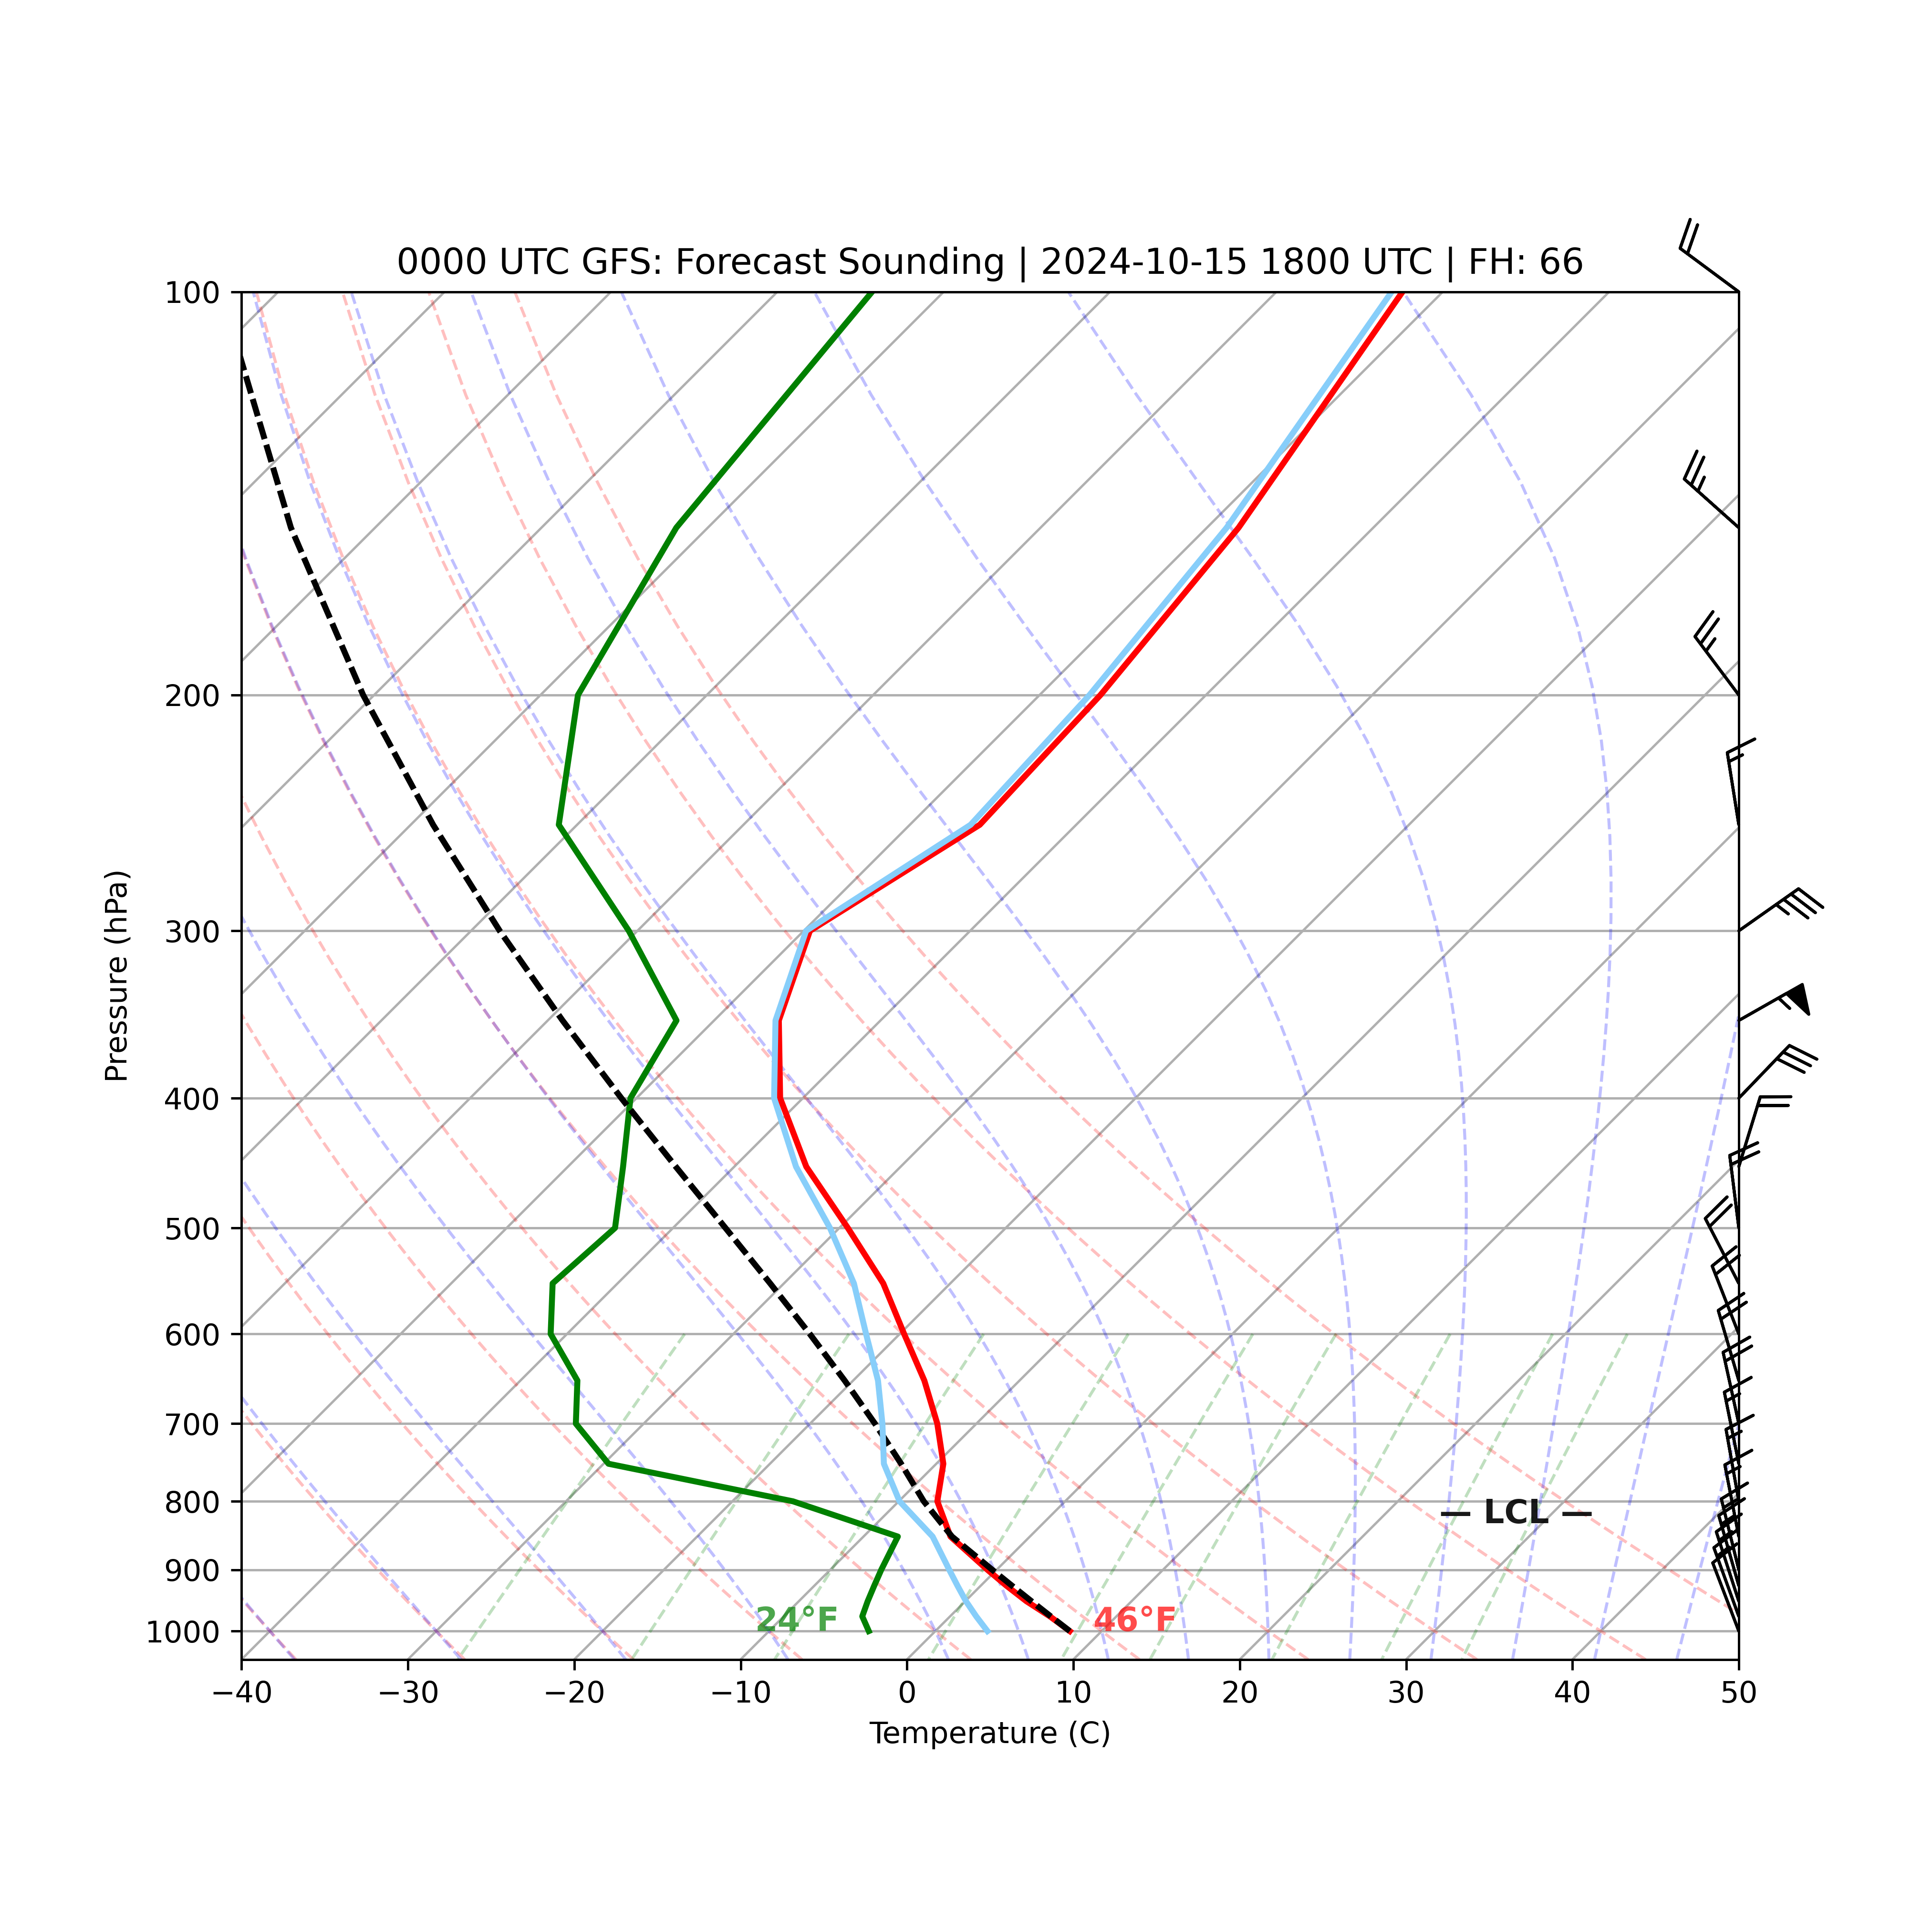 0000 UTC GFS: Forecast Sounding | 2024-10-15 1800 UTC | FH: 66
100
200
300
400
500
600
700
800
900
1000
Pressure (hPa)
— LCL —
24°F
46°F
−40 −30 −20 −10 0 10 20 30 40 50
Temperature (C)